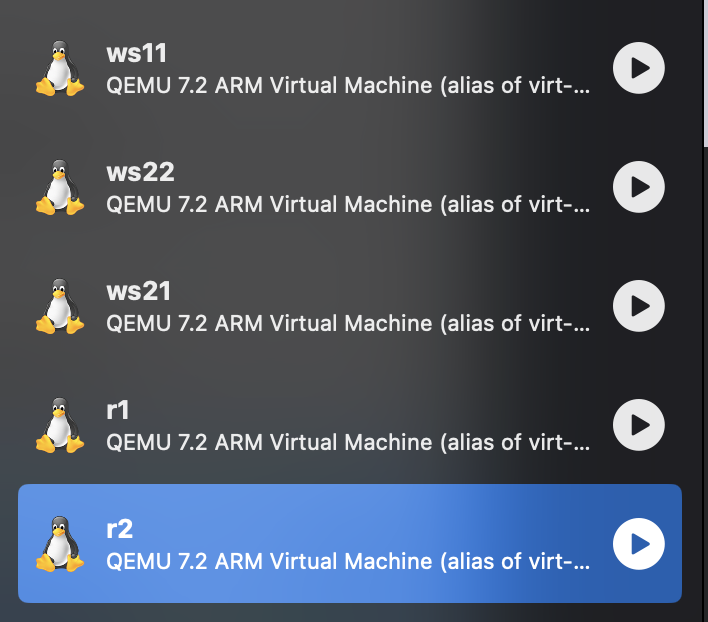 ws11
QEMU 7.2 ARM Virtual Machine (alias of virt-...
ws22
QEMU 7.2 ARM Virtual Machine (alias of virt-...
ws21
QEMU 7.2 ARM Virtual Machine (alias of virt-...
r1
QEMU 7.2 ARM Virtual Machine (alias of virt-...
r2
QEMU 7.2 ARM Virtual Machine (alias of virt-...